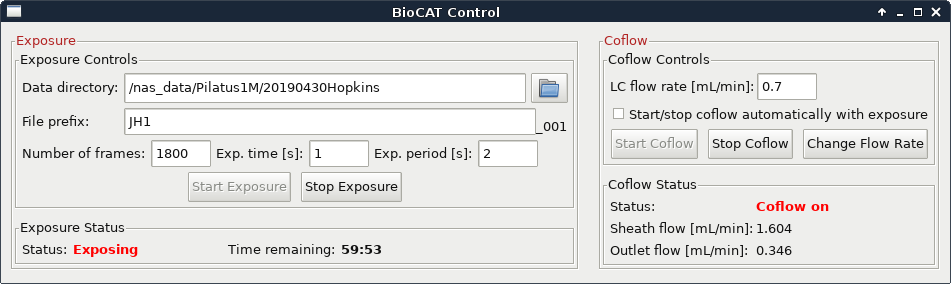 BioCAT Control
Exposure
Exposure Controls
Data directory: /nas_data/Pilatus1M/20190430Hopkins
File prefix: JH1 _001
Number of frames: 1800 Exp. time [s]: 1 Exp. period [s]: 2
Start Exposure Stop Exposure
Exposure Status
Status: Exposing Time remaining: 59:53
Coflow
Coflow Controls
LC flow rate [mL/min]: 0.7
Start/stop coflow automatically with exposure
Start Coflow Stop Coflow Change Flow Rate
Coflow Status
Status: Coflow on
Sheath flow [mL/min]: 1.604
Outlet flow [mL/min]: 0.346